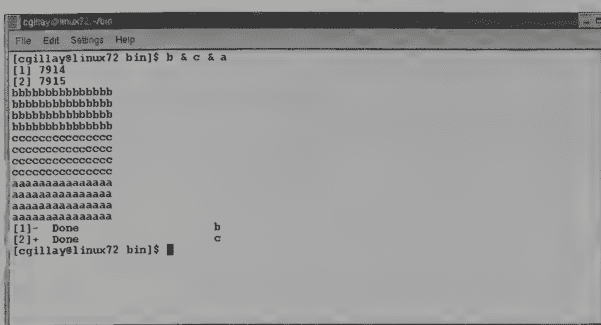 cgillay@linux72: ~/bin
File Edit Settings Help
[cgillay@linux72 bin]$ b & c & a
[1] 7914
[2] 7915
bbbbbbbbbbbbbbb
bbbbbbbbbbbbbbb
bbbbbbbbbbbbbbb
bbbbbbbbbbbbbbb
ccccccccccccccc
ccccccccccccccc
ccccccccccccccc
ccccccccccccccc
aaaaaaaaaaaaaaa
aaaaaaaaaaaaaaa
aaaaaaaaaaaaaaa
aaaaaaaaaaaaaaa
[1]- Done b
[2]+ Done c
[cgillay@linux72 bin]$